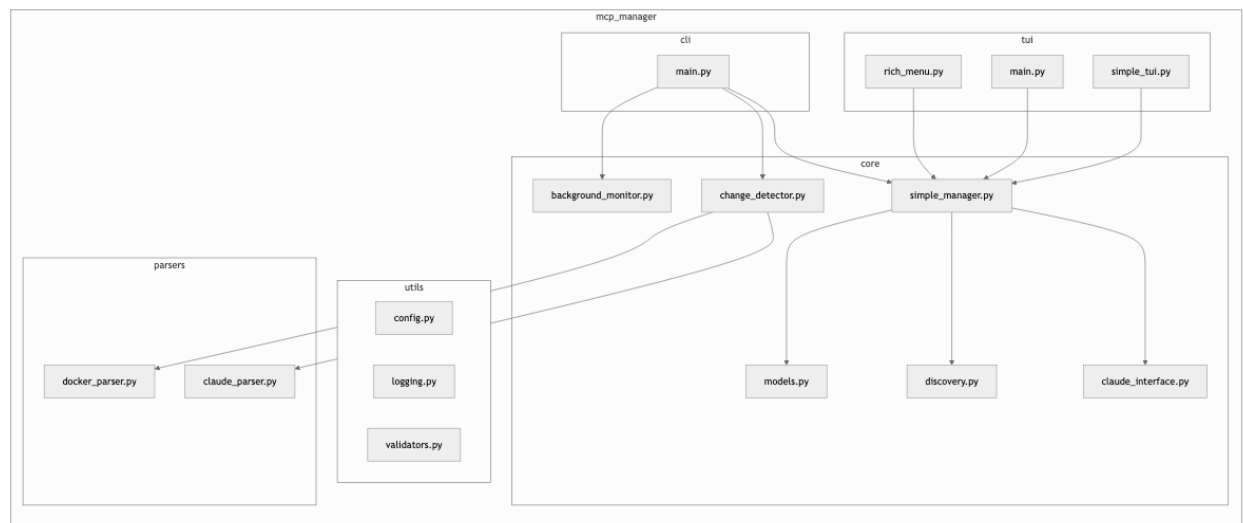 mcp_manager
cli
tui
main.py
rich_menu.py
main.py
simple_tui.py
core
background_monitor.py
change_detector.py
simple_manager.py
parsers
utils
config.py
docker_parser.py
claude_parser.py
logging.py
models.py
discovery.py
claude_interface.py
validators.py